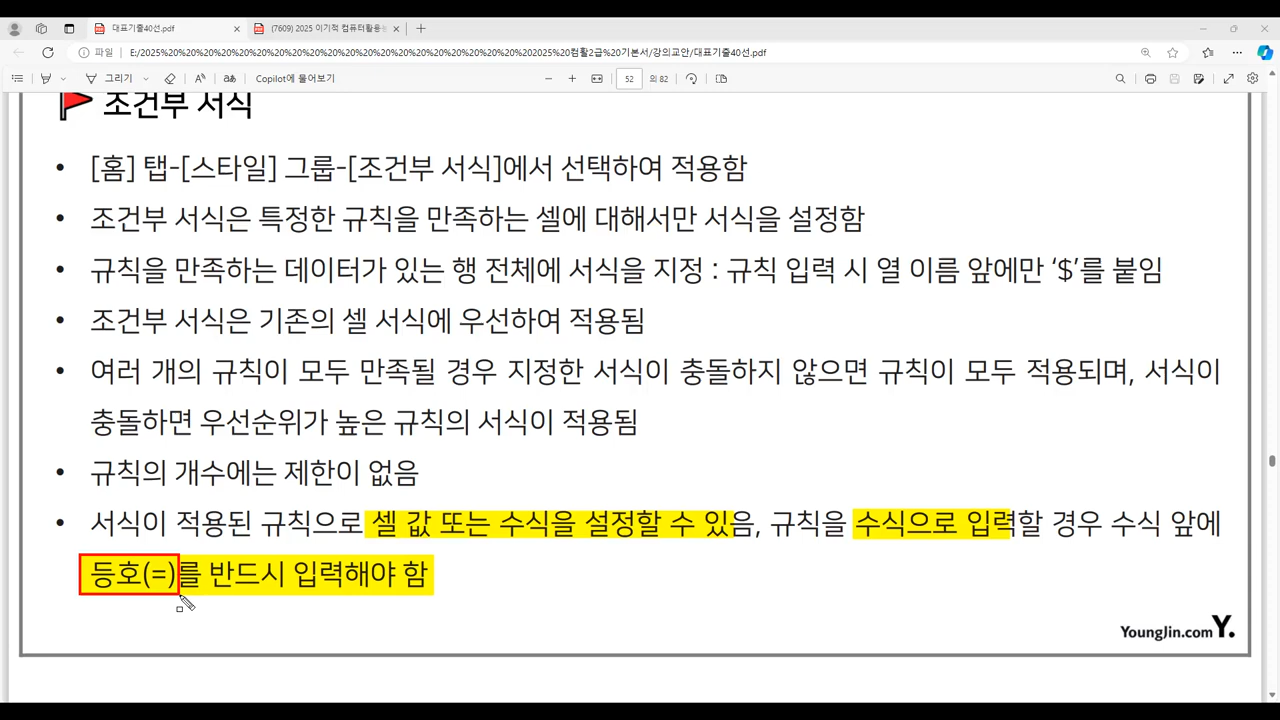 대표기출40선.pdf
(7609) 2025 이기적 컴퓨터활용능
파일
E:/2025%20%20%20%20%20%20%20%20%20%20%20%20%20%20%20%202025%20컴활2급%20기본서/강의교안/대표기출40선.pdf
그리기
가あ
Copilot에 물어보기
52
의 82
조건부 서식
• [홈] 탭-[스타일] 그룹-[조건부 서식]에서 선택하여 적용함
• 조건부 서식은 특정한 규칙을 만족하는 셀에 대해서만 서식을 설정함
• 규칙을 만족하는 데이터가 있는 행 전체에 서식을 지정 : 규칙 입력 시 열 이름 앞에만 ‘$’를 붙임
• 조건부 서식은 기존의 셀 서식에 우선하여 적용됨
• 여러 개의 규칙이 모두 만족될 경우 지정한 서식이 충돌하지 않으면 규칙이 모두 적용되며, 서식이
충돌하면 우선순위가 높은 규칙의 서식이 적용됨
• 규칙의 개수에는 제한이 없음
• 서식이 적용된 규칙으로 셀 값 또는 수식을 설정할 수 있음, 규칙을 수식으로 입력할 경우 수식 앞에
등호(=)를 반드시 입력해야 함
YoungJin.com Y.